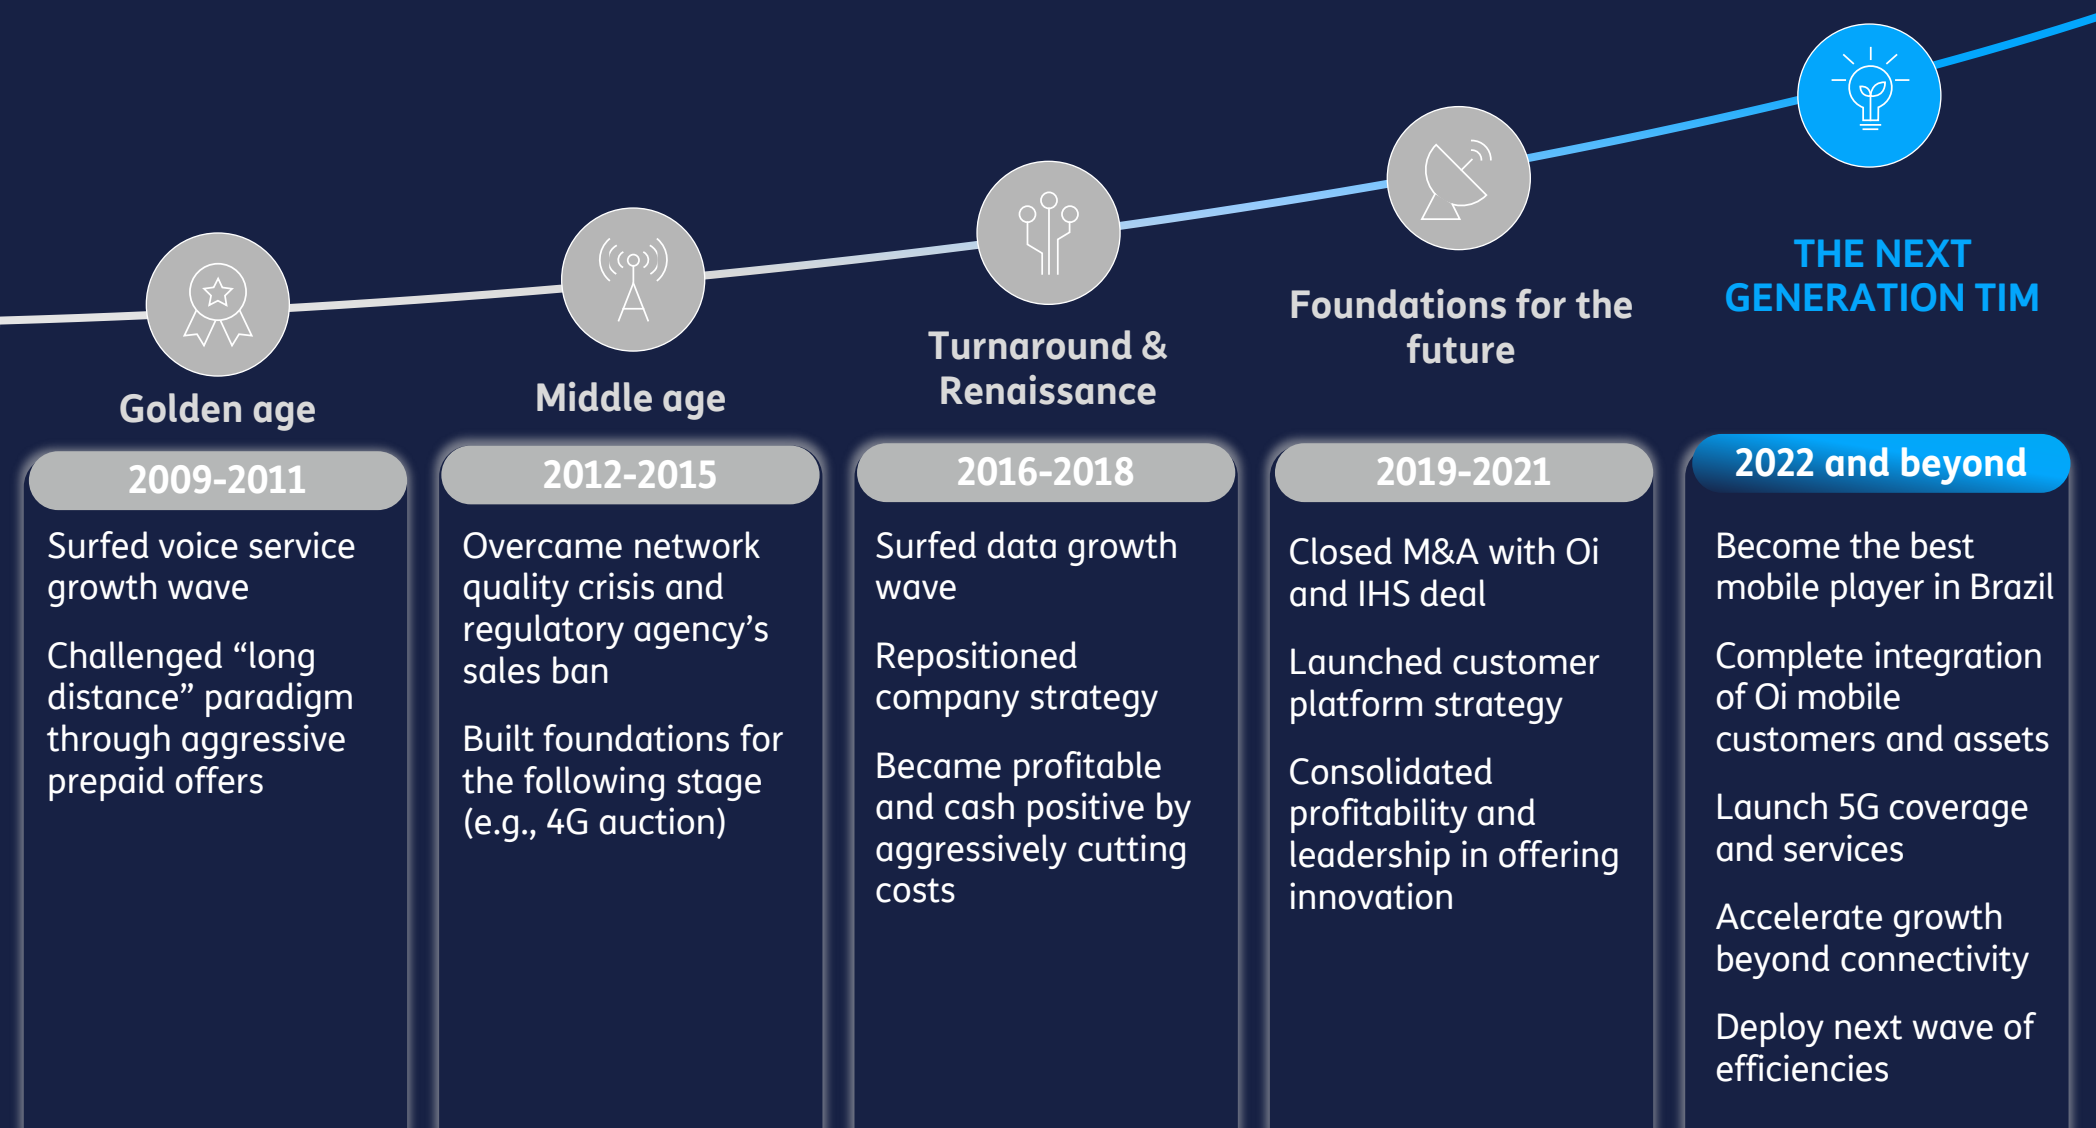 Golden age
2009-2011
Surfed voice service
growth wave
Challenged “long
distance” paradigm
through aggressive
prepaid offers
Middle age
2012-2015
Overcame network
quality crisis and
regulatory agency’s
sales ban
Built foundations for
the following stage
(e.g., 4G auction)
Turnaround &
Renaissance
2016-2018
Surfed data growth
wave
Repositioned
company strategy
Became profitable
and cash positive by
aggressively cutting
costs
Foundations for the
future
2019-2021
Closed M&A with Oi
and IHS deal
Launched customer
platform strategy
Consolidated
profitability and
leadership in offering
innovation
THE NEXT
GENERATION TIM
2022 and beyond
Become the best
mobile player in Brazil
Complete integration
of Oi mobile
customers and assets
Launch 5G coverage
and services
Accelerate growth
beyond connectivity
Deploy next wave of
efficiencies